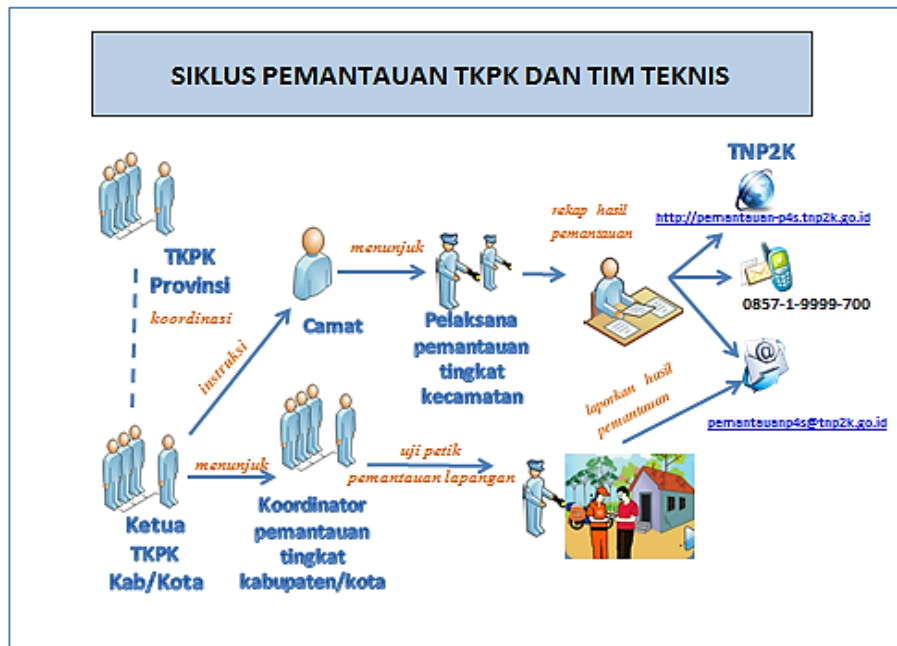 SIKLUS PEMANTAUAN TKPK DAN TIM TEKNIS
TNP2K
http://pemantauan-p4s.tnp2k.go.id
0857-1-9999-700
pemantauanp4s@tnp2k.go.id
TKPK
Provinsi
koordinasi
instruksi
Camat
menunjuk
Pelaksana
pemantauan
tingkat
kecamatan
rekap hasil
pemantauan
laporkan hasil
pemantauan
Ketua
TKPK
Kab/Kota
menunjuk
Koordinator
pemantauan
tingkat
kabupaten/kota
uji petik
pemantauan lapangan